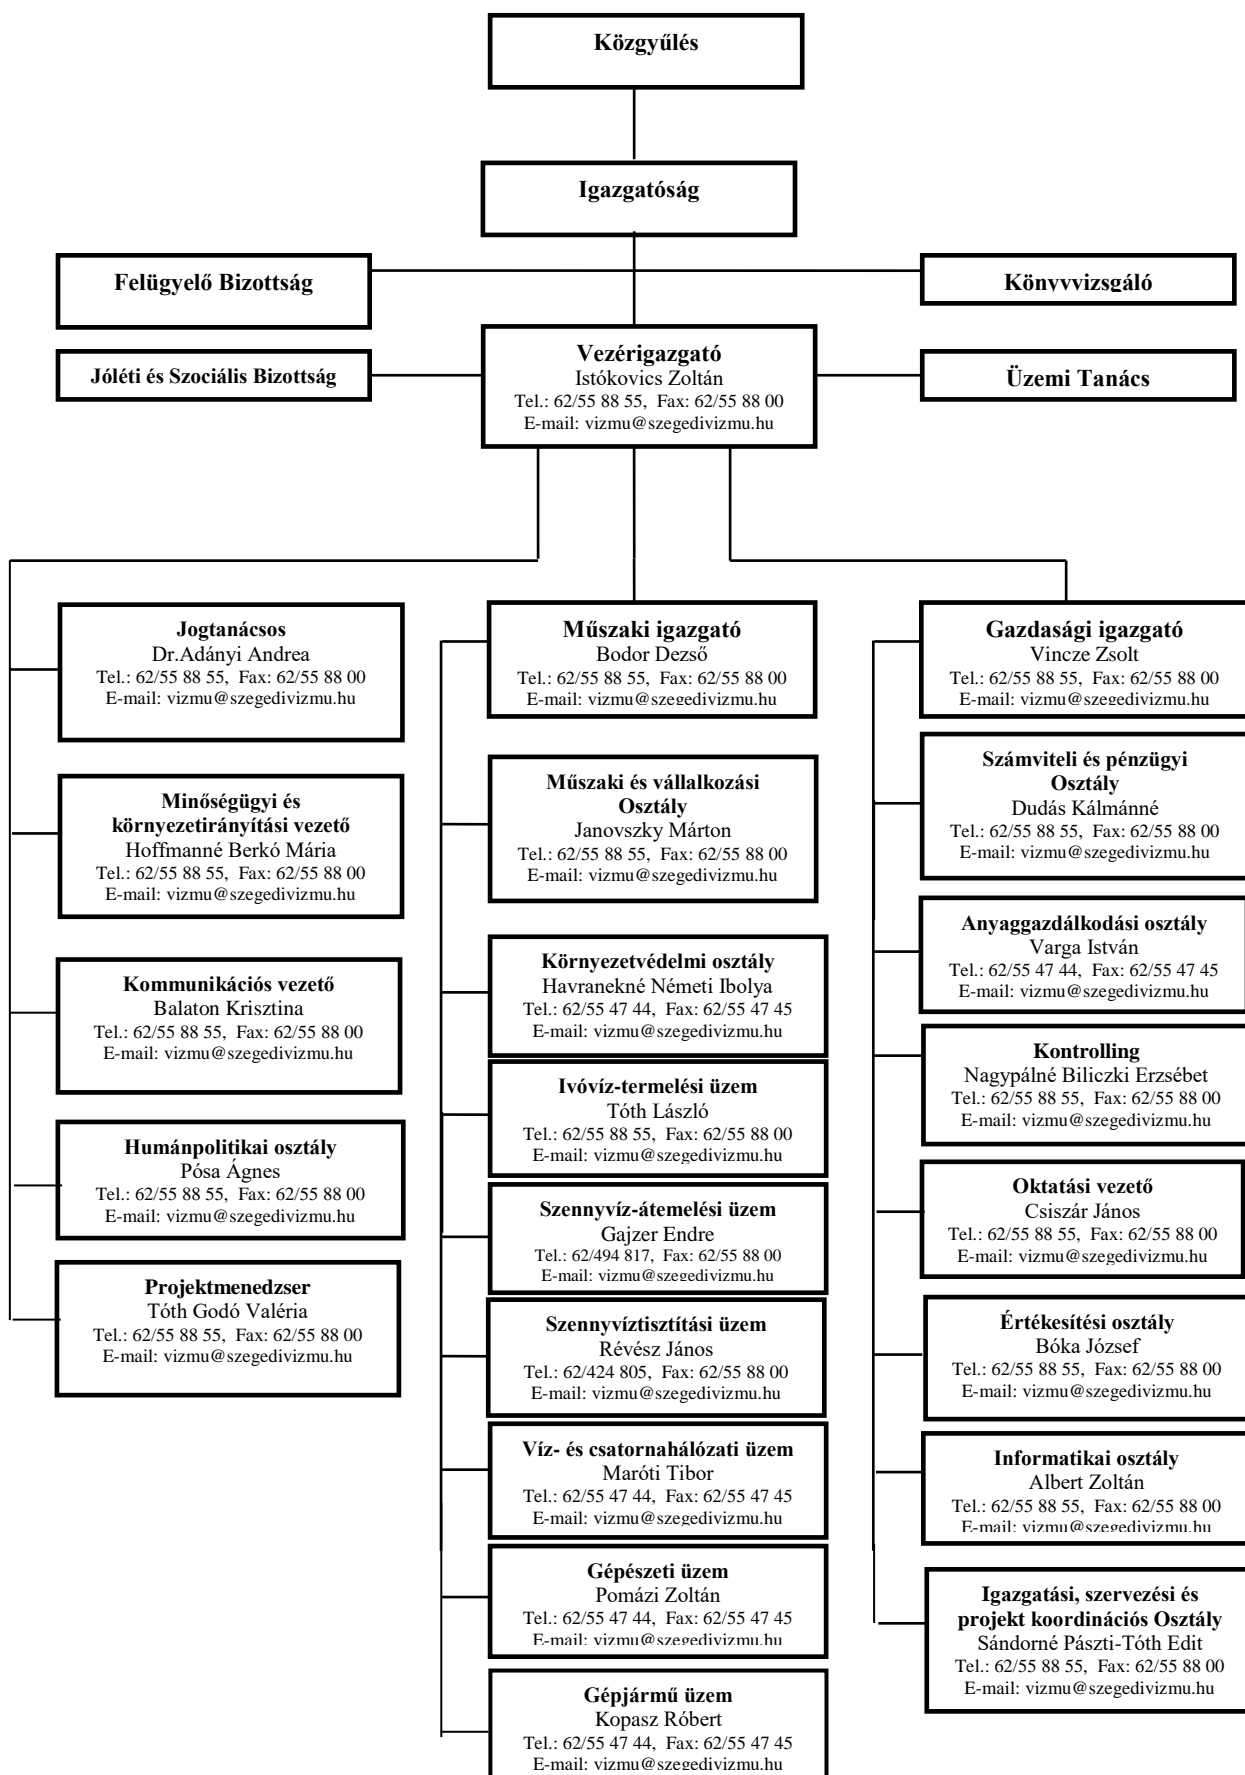 Közgyűlés
Igazgatóság
Felügyelő Bizottság
Könyvvizsgáló
Jóléti és Szociális Bizottság
Vezérigazgató
Istókovics Zoltán
Tel.: 62/55 88 55, Fax: 62/55 88 00
E-mail: vizmu@szegedivizmu.hu
Üzemi Tanács
Jogtanácsos
Dr.Adányi Andrea
Tel.: 62/55 88 55, Fax: 62/55 88 00
E-mail: vizmu@szegedivizmu.hu
Minőségügyi és
környezetirányítási vezető
Hoffmanné Berkó Mária
Tel.: 62/55 88 55, Fax: 62/55 88 00
E-mail: vizmu@szegedivizmu.hu
Kommunikációs vezető
Balaton Krisztina
Tel.: 62/55 88 55, Fax: 62/55 88 00
E-mail: vizmu@szegedivizmu.hu
Humánpolitikai osztály
Pósa Ágnes
Tel.: 62/55 88 55, Fax: 62/55 88 00
E-mail: vizmu@szegedivizmu.hu
Projektmenedzser
Tóth Godó Valéria
Tel.: 62/55 88 55, Fax: 62/55 88 00
E-mail: vizmu@szegedivizmu.hu
Műszaki igazgató
Bodor Dezső
Tel.: 62/55 88 55, Fax: 62/55 88 00
E-mail: vizmu@szegedivizmu.hu
Műszaki és vállalkozási
Osztály
Janovszky Márton
Tel.: 62/55 88 55, Fax: 62/55 88 00
E-mail: vizmu@szegedivizmu.hu
Környezetvédelmi osztály
Havranekné Németi Ibolya
Tel.: 62/55 47 44, Fax: 62/55 47 45
E-mail: vizmu@szegedivizmu.hu
Ivóvíz-termelési üzem
Tóth László
Tel.: 62/55 88 55, Fax: 62/55 88 00
E-mail: vizmu@szegedivizmu.hu
Szennyvíz-átemelési üzem
Gajzer Endre
Tel.: 62/494 817, Fax: 62/55 88 00
E-mail: vizmu@szegedivizmu.hu
Szennyvíztisztítási üzem
Révész János
Tel.: 62/424 805, Fax: 62/55 88 00
E-mail: vizmu@szegedivizmu.hu
Víz- és csatornahálózati üzem
Maróti Tibor
Tel.: 62/55 47 44, Fax: 62/55 47 45
E-mail: vizmu@szegedivizmu.hu
Gépészeti üzem
Pomázi Zoltán
Tel.: 62/55 47 44, Fax: 62/55 47 45
E-mail: vizmu@szegedivizmu.hu
Gépjármű üzem
Kopasz Róbert
Tel.: 62/55 47 44, Fax: 62/55 47 45
E-mail: vizmu@szegedivizmu.hu
Gazdasági igazgató
Vincze Zsolt
Tel.: 62/55 88 55, Fax: 62/55 88 00
E-mail: vizmu@szegedivizmu.hu
Számviteli és pénzügyi
Osztály
Dudás Kálmánné
Tel.: 62/55 88 55, Fax: 62/55 88 00
E-mail: vizmu@szegedivizmu.hu
Anyaggazdálkodási osztály
Varga István
Tel.: 62/55 47 44, Fax: 62/55 47 45
E-mail: vizmu@szegedivizmu.hu
Kontrolling
Nagypálné Biliczki Erzsébet
Tel.: 62/55 88 55, Fax: 62/55 88 00
E-mail: vizmu@szegedivizmu.hu
Oktatási vezető
Csiszár János
Tel.: 62/55 88 55, Fax: 62/55 88 00
E-mail: vizmu@szegedivizmu.hu
Értékesítési osztály
Bóka József
Tel.: 62/55 88 55, Fax: 62/55 88 00
E-mail: vizmu@szegedivizmu.hu
Informatikai osztály
Albert Zoltán
Tel.: 62/55 88 55, Fax: 62/55 88 00
E-mail: vizmu@szegedivizmu.hu
Igazgatási, szervezési és
projekt koordinációs Osztály
Sándorné Pászti-Tóth Edit
Tel.: 62/55 88 55, Fax: 62/55 88 00
E-mail: vizmu@szegedivizmu.hu